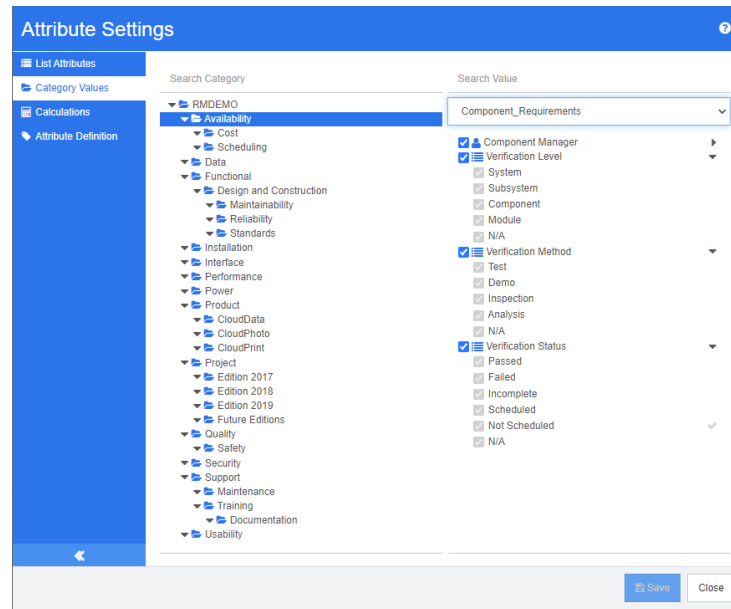 Attribute Settings
List Attributes
Category Values
Calculations
Attribute Definition
Search Category
RMDEMO
Availability
Cost
Scheduling
Data
Functional
Design and Construction
Maintainability
Reliability
Standards
Installation
Interface
Performance
Power
Product
CloudData
CloudPhoto
CloudPrint
Project
Edition 2017
Edition 2018
Edition 2019
Future Editions
Quality
Safety
Security
Support
Maintenance
Training
Documentation
Usability
Search Value
Component_Requirements
Component Manager
Verification Level
System
Subsystem
Component
Module
N/A
Verification Method
Test
Demo
Inspection
Analysis
N/A
Verification Status
Passed
Failed
Incomplete
Scheduled
Not Scheduled
N/A
Save
Close